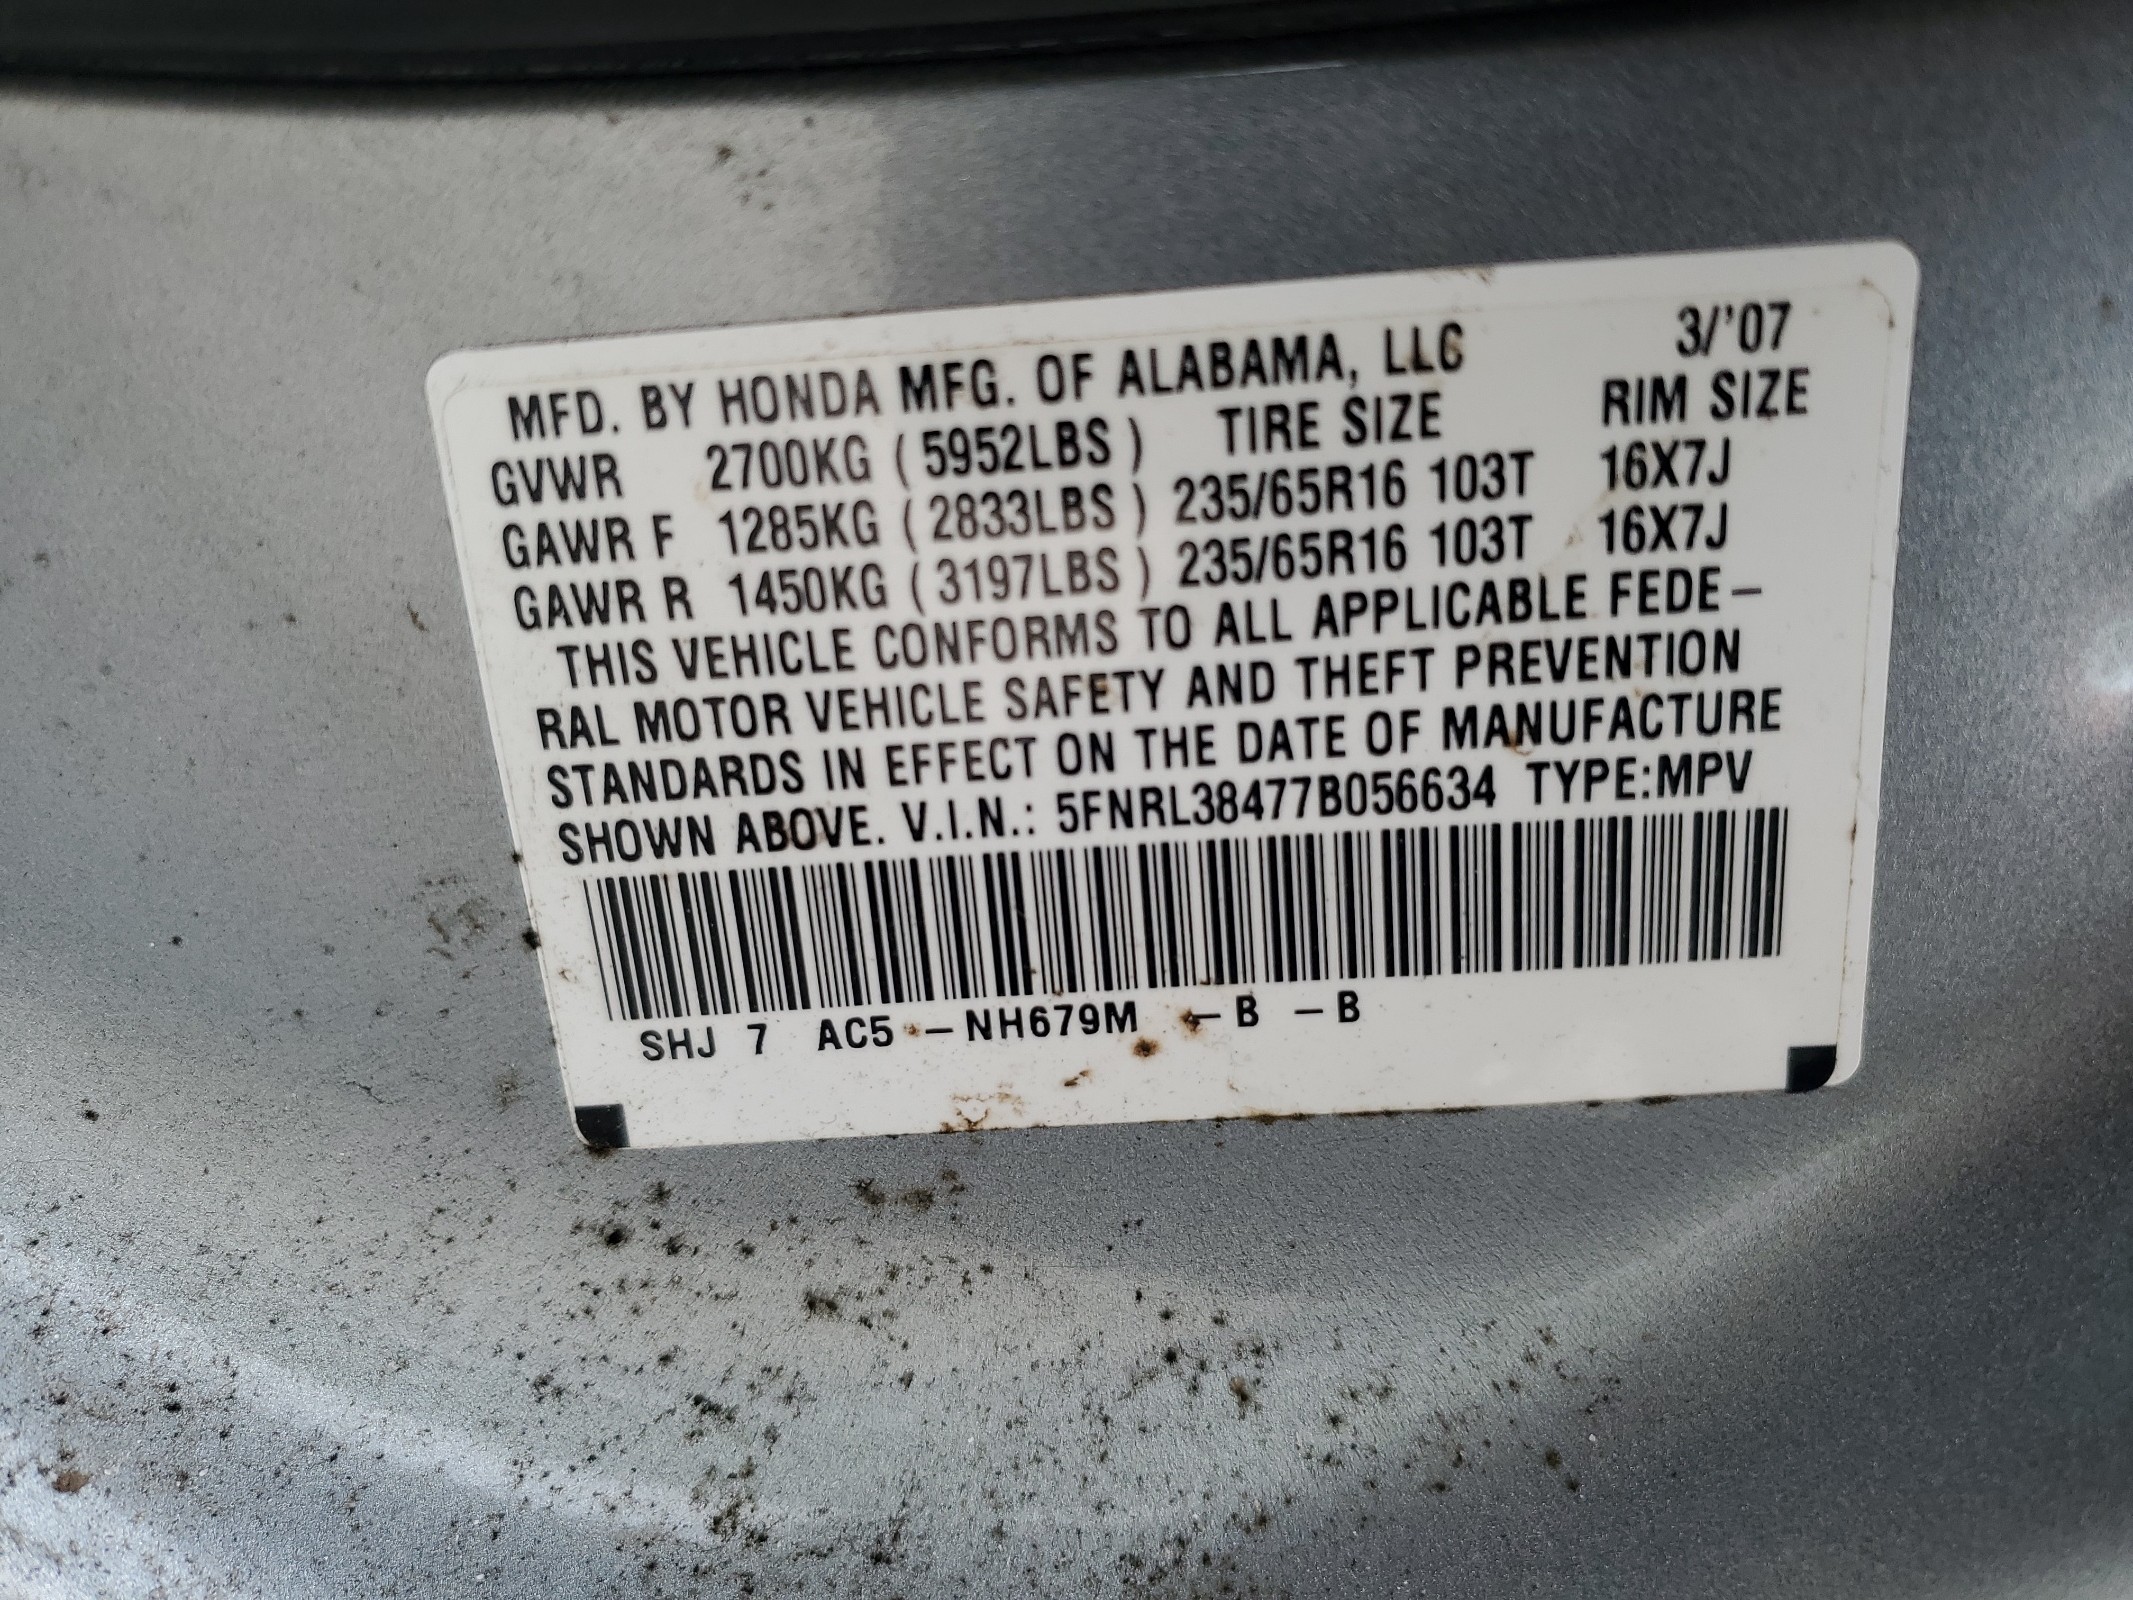 MFD. BY HONDA MFG. OF ALABAMA, LLC 3/'07
GVWR 2700KG ( 5952LBS ) TIRE SIZE RIM SIZE
GAWR F 1285KG ( 2833LBS ) 235/65R16 103T 16X7J
GAWR R 1450KG ( 3197LBS ) 235/65R16 103T 16X7J
THIS VEHICLE CONFORMS TO ALL APPLICABLE FEDE-
RAL MOTOR VEHICLE SAFETY AND THEFT PREVENTION
STANDARDS IN EFFECT ON THE DATE OF MANUFACTURE
SHOWN ABOVE. V.I.N.: 5FNRL38477B056634 TYPE:MPV
SHJ 7 AC5 -NH679M -B -B